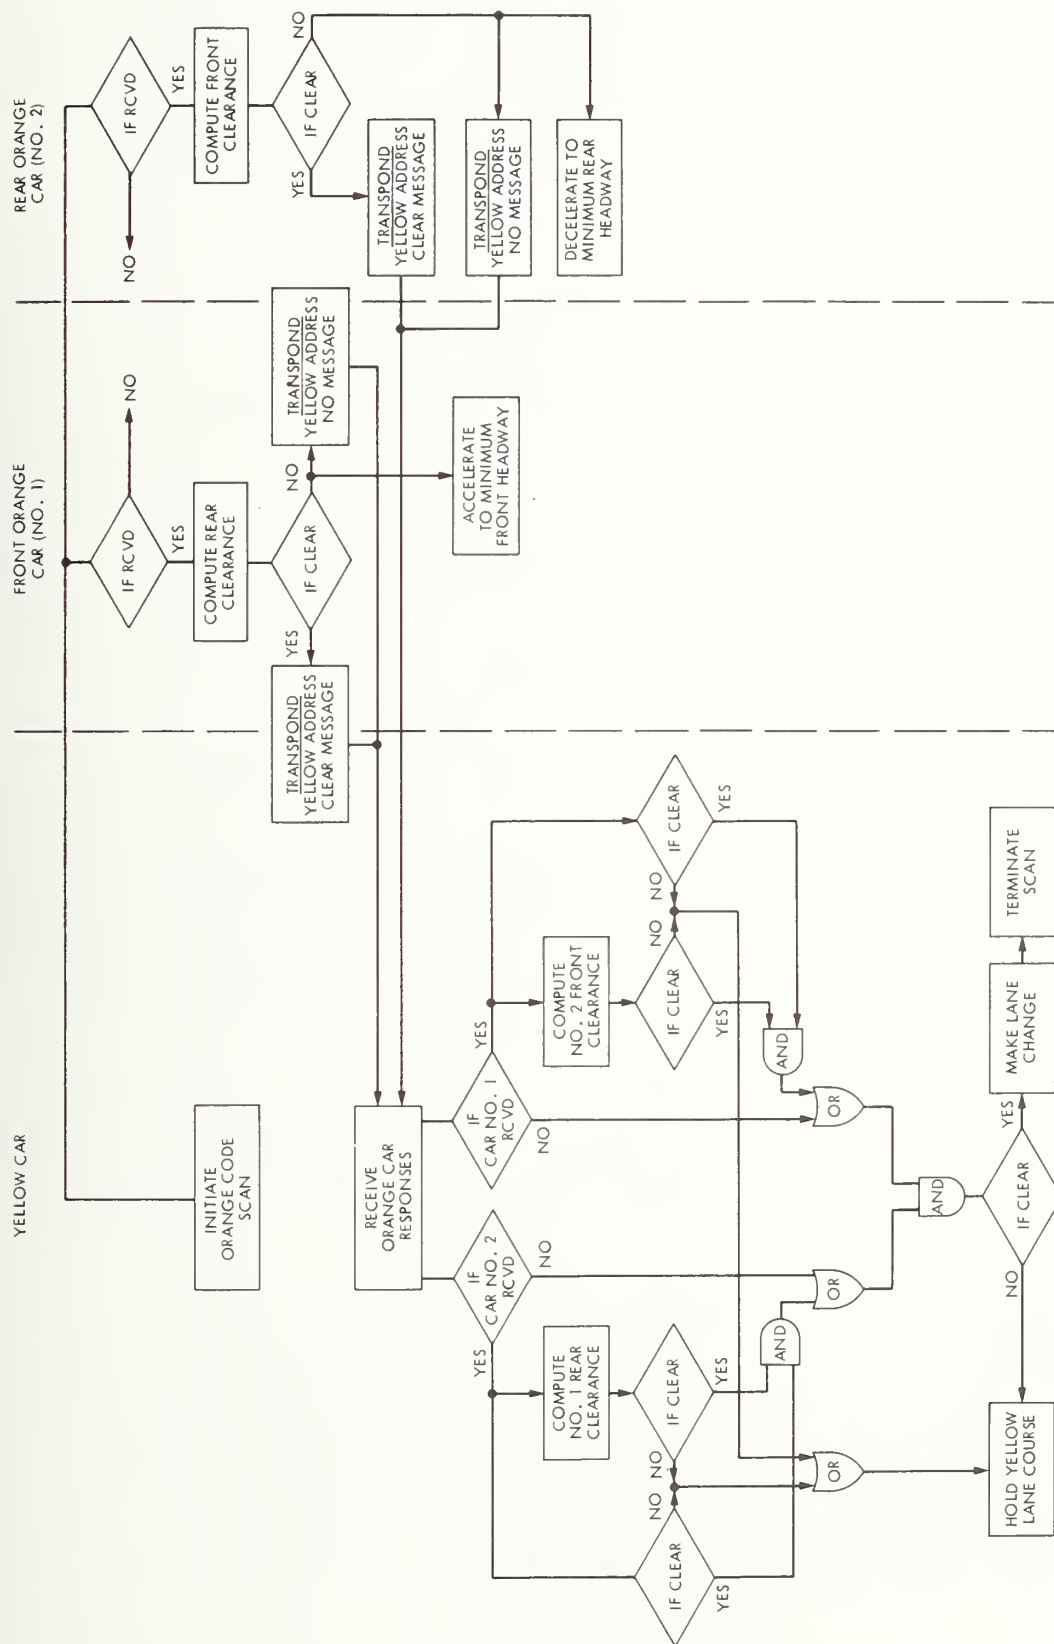 YELLOW CAR
FRONT ORANGE
CAR (NO. 1)
REAR ORANGE
CAR (NO. 2)
INITIATE
ORANGE CODE
SCAN
IF RCVD
NO
YES
COMPUTE REAR
CLEARANCE
IF CLEAR
YES
NO
TRANSPOND
YELLOW ADDRESS
CLEAR MESSAGE
TRANSPOND
YELLOW ADDRESS
NO MESSAGE
ACCELERATE
TO MINIMUM
FRONT HEADWAY
IF RCVD
NO
YES
COMPUTE FRONT
CLEARANCE
IF CLEAR
YES
NO
TRANSPOND
YELLOW ADDRESS
CLEAR MESSAGE
TRANSPOND
YELLOW ADDRESS
NO MESSAGE
DECELERATE TO
MINIMUM REAR
HEADWAY
RECEIVE
ORANGE CAR
RESPONSES
IF
CAR NO. 2
RCVD
YES
NO
IF
CAR NO. 1
RCVD
YES
NO
COMPUTE
NO. 1 REAR
CLEARANCE
COMPUTE
NO. 2 FRONT
CLEARANCE
IF CLEAR
NO
YES
IF CLEAR
NO
YES
IF CLEAR
NO
YES
IF CLEAR
NO
YES
AND
AND
OR
OR
OR
AND
IF CLEAR
NO
YES
HOLD YELLOW
LANE COURSE
MAKE LANE
CHANGE
TERMINATE
SCAN